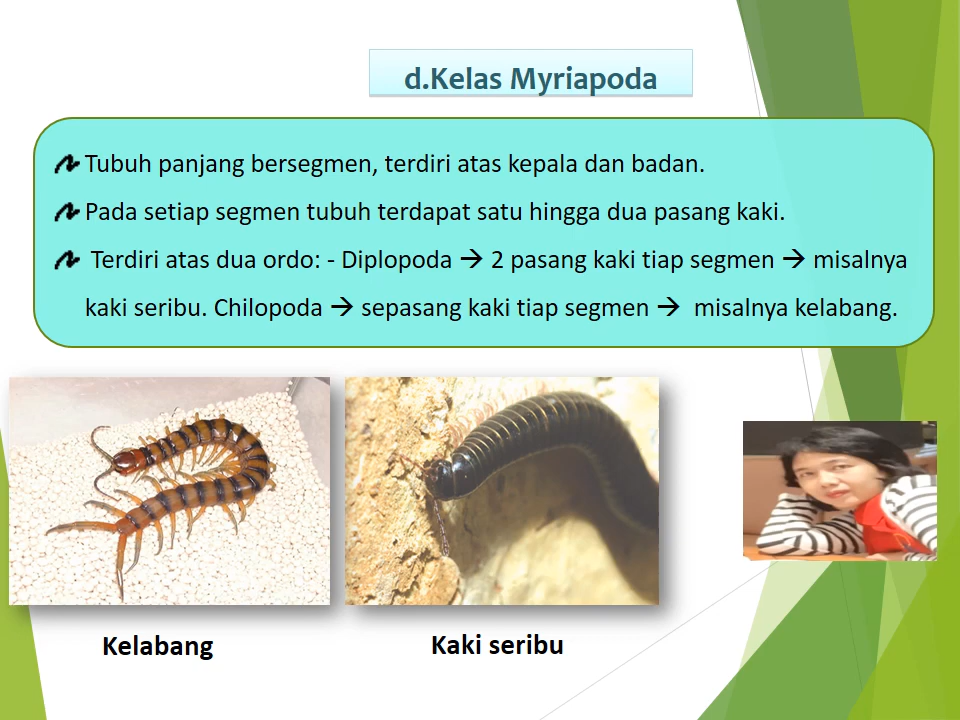 d.Kelas Myriapoda
Tubuh panjang bersegmen, terdiri atas kepala dan badan.
Pada setiap segmen tubuh terdapat satu hingga dua pasang kaki.
Terdiri atas dua ordo: - Diplopoda → 2 pasang kaki tiap segmen → misalnya
kaki seribu. Chilopoda → sepasang kaki tiap segmen → misalnya kelabang.
Kelabang
Kaki seribu